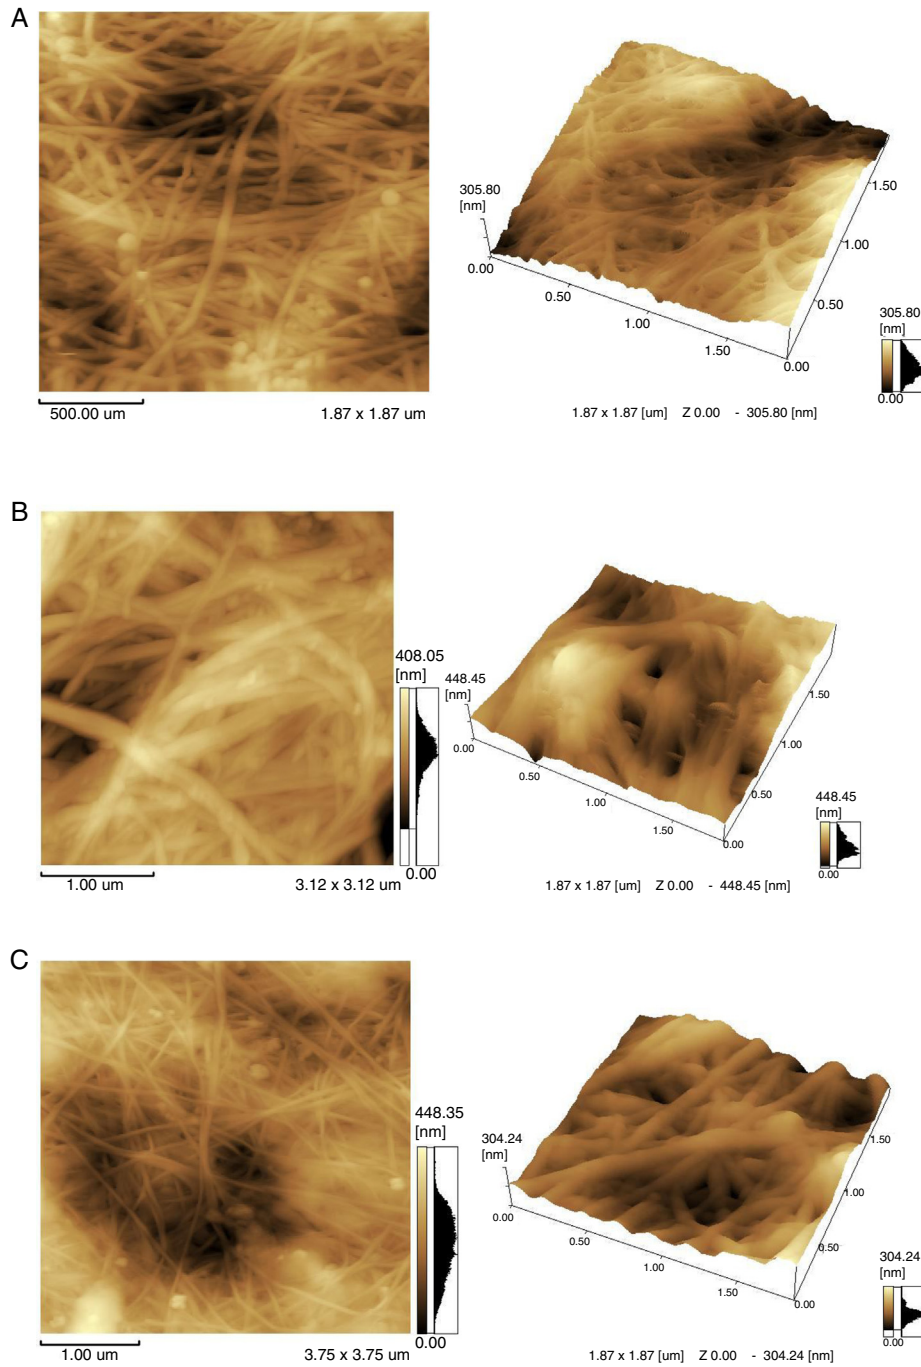 A
500.00 um
1.87 x 1.87 um
305.80
[nm]
0.00
0.50
1.00
1.50
0.00
0.50
1.00
1.50
305.80
[nm]
0.00
1.87 x 1.87 [um] Z 0.00 - 305.80 [nm]
B
1.00 um
3.12 x 3.12 um
408.05
[nm]
0.00
448.45
[nm]
0.00
0.50
1.00
1.50
0.00
0.50
1.00
1.50
448.45
[nm]
0.00
1.87 x 1.87 [um] Z 0.00 - 448.45 [nm]
C
1.00 um
3.75 x 3.75 um
448.35
[nm]
0.00
304.24
[nm]
0.00
0.50
1.00
1.50
0.00
0.50
1.00
1.50
304.24
[nm]
0.00
1.87 x 1.87 [um] Z 0.00 - 304.24 [nm]